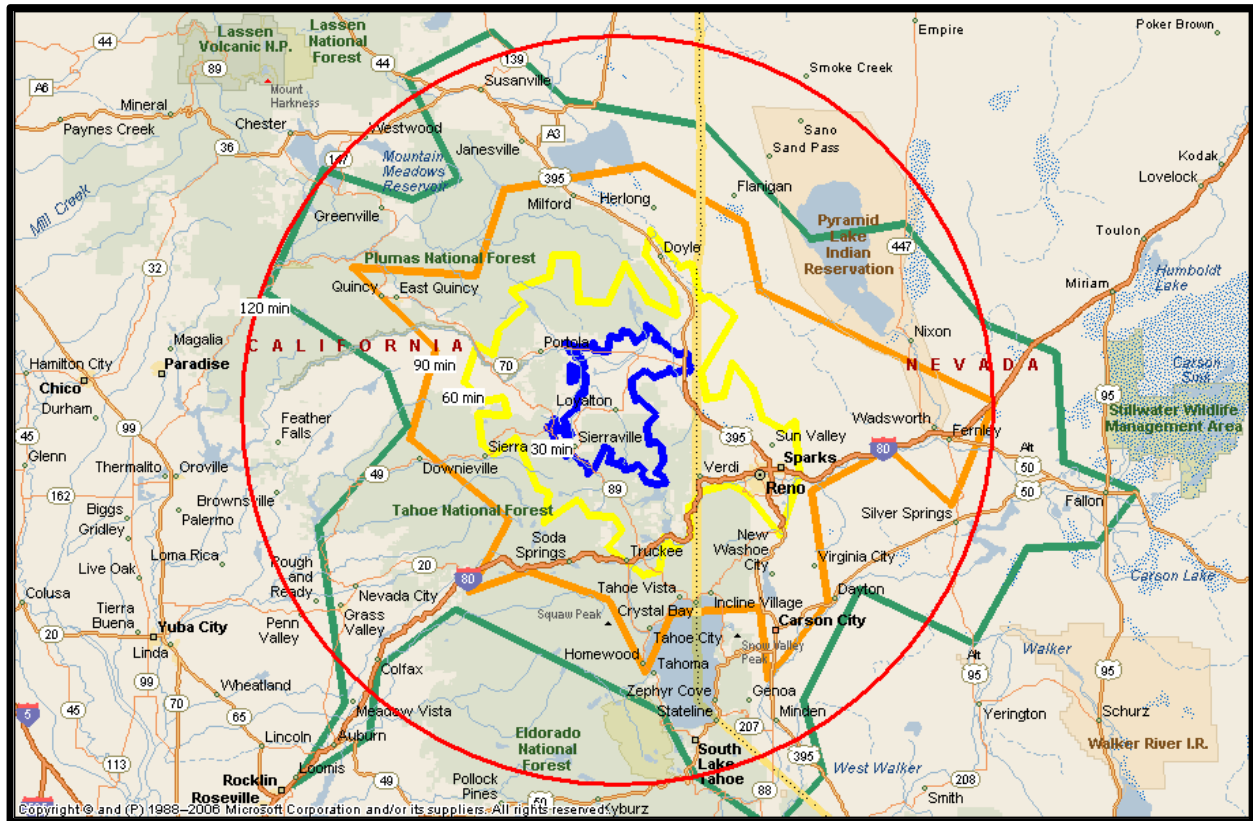 Lassen
Volcanic N.P.
Lassen
National
Forest
Empire
Poker Brown
44
44
139
89
A6
Mount
Harkness
Susanville
Smoke Creek
Mineral
Paynes Creek
Chester
Westwood
A3
Sano
Sand Pass
36
147
Mountain
Meadows
Reservoir
Janesville
Kodak
Lovelock
395
Milford
Herlong
Flanigan
Mill Creek
Greenville
Pyramid
Lake
Indian
Reservation
447
Toulon
32
Plumas National Forest
Doyle
Humboldt
Lake
Quincy
East Quincy
Miriam
120 min
Magalia
CALIFORNIA
Portola
Nixon
NEVADA
Hamilton City
Chico
Paradise
90 min
70
Carson
Sink
Durham
60 min
Loyalton
95
Stillwater Wildlife
Management Area
99
Feather
Falls
Wadsworth
45
Sierraville
395
Sun Valley
80
Fernley
Alt
Glenn
Sierra
30 min
Sparks
50
Thermalito
Oroville
49
Downieville
Verdi
Reno
50
Fallon
162
Brownsville
89
Biggs
Gridley
Palermo
Tahoe National Forest
Silver Springs
Loma Rica
Soda
Springs
New
Washoe
City
Live Oak
Rough
and
Ready
20
80
Truckee
Virginia City
Carson Lake
Colusa
Nevada City
Tahoe Vista
Dayton
Tierra
Buena
Grass
Valley
Squaw Peak
Crystal Bay
Incline Village
20
Yuba City
Penn
Valley
Tahoe City
Carson City
Linda
Homewood
Snow Valley
Peak
Walker
99
Colfax
Tahoma
Alt
95
95
Wheatland
70
Zephyr Cove
Genoa
5
45
65
Meadow Vista
Stateline
207
Minden
Yerington
Schurz
Lincoln
Auburn
Eldorado
National
Forest
Walker River I.R.
113
Loomis
South
Lake
Tahoe
395
West Walker
Rocklin
Roseville
49
Pollock
Pines
88
208
Smith
50
Kyburz
Copyright © and (P) 1988–2006 Microsoft Corporation and/or its suppliers. All rights reserved.